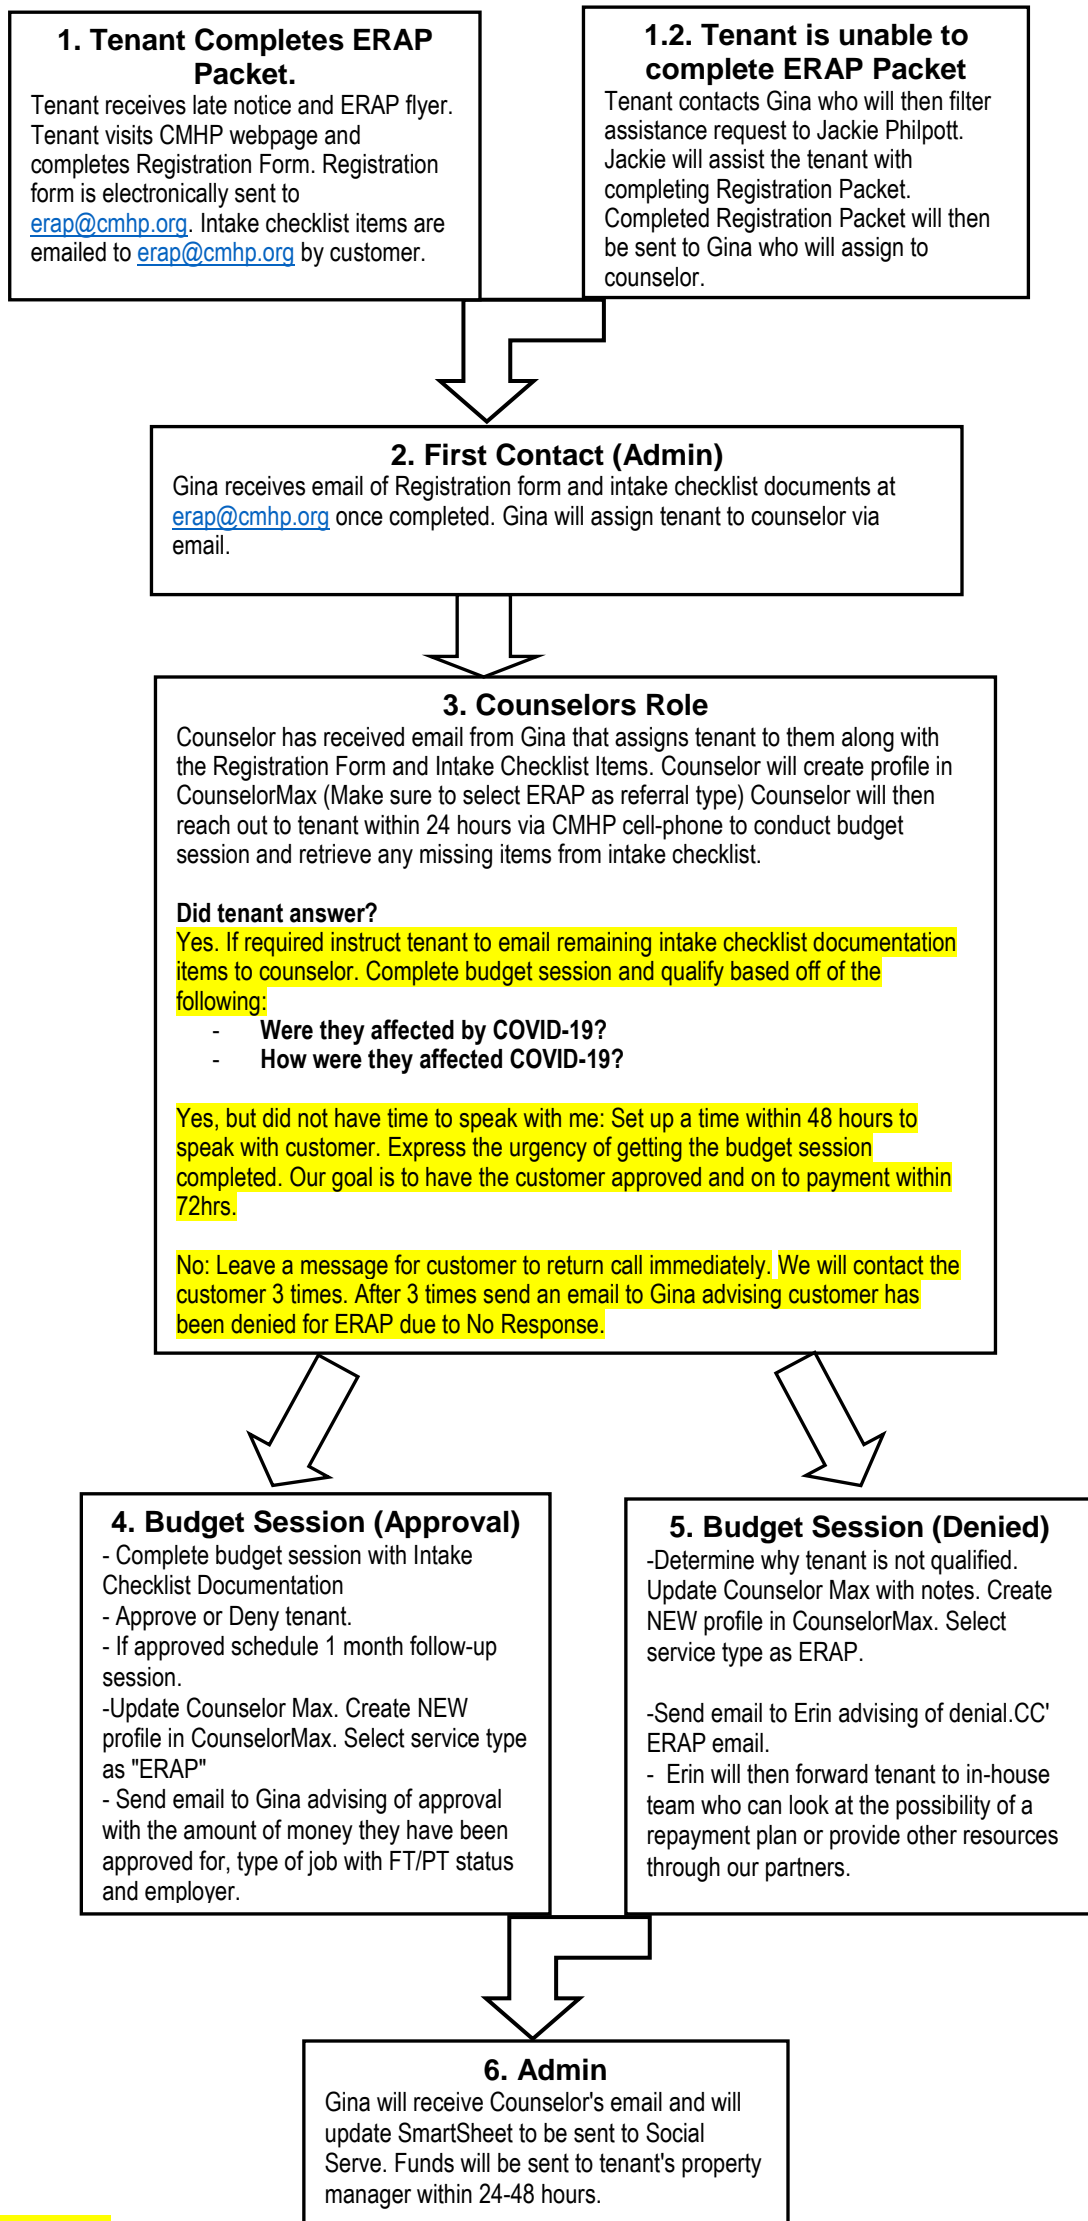 1. Tenant Completes ERAP
Packet.
Tenant receives late notice and ERAP flyer.
Tenant visits CMHP webpage and
completes Registration Form. Registration
form is electronically sent to
erap@cmhp.org. Intake checklist items are
emailed to erap@cmhp.org by customer.
1.2. Tenant is unable to
complete ERAP Packet
Tenant contacts Gina who will then filter
assistance request to Jackie Philpott.
Jackie will assist the tenant with
completing Registration Packet.
Completed Registration Packet will then
be sent to Gina who will assign to
counselor.
2. First Contact (Admin)
Gina receives email of Registration form and intake checklist documents at
erap@cmhp.org once completed. Gina will assign tenant to counselor via
email.
3. Counselors Role
Counselor has received email from Gina that assigns tenant to them along with
the Registration Form and Intake Checklist Items. Counselor will create profile in
CounselorMax (Make sure to select ERAP as referral type) Counselor will then
reach out to tenant within 24 hours via CMHP cell-phone to conduct budget
session and retrieve any missing items from intake checklist.
Did tenant answer?
Yes. If required instruct tenant to email remaining intake checklist documentation
items to counselor. Complete budget session and qualify based off of the
following:
- Were they affected by COVID-19?
- How were they affected COVID-19?
Yes, but did not have time to speak with me: Set up a time within 48 hours to
speak with customer. Express the urgency of getting the budget session
completed. Our goal is to have the customer approved and on to payment within
72hrs.
No: Leave a message for customer to return call immediately. We will contact the
customer 3 times. After 3 times send an email to Gina advising customer has
been denied for ERAP due to No Response.
4. Budget Session (Approval)
- Complete budget session with Intake
Checklist Documentation
- Approve or Deny tenant.
- If approved schedule 1 month follow-up
session.
-Update Counselor Max. Create NEW
profile in CounselorMax. Select service type
as "ERAP"
- Send email to Gina advising of approval
with the amount of money they have been
approved for, type of job with FT/PT status
and employer.
5. Budget Session (Denied)
-Determine why tenant is not qualified.
Update Counselor Max with notes. Create
NEW profile in CounselorMax. Select
service type as ERAP.
-Send email to Erin advising of denial.CC'
ERAP email.
- Erin will then forward tenant to in-house
team who can look at the possibility of a
repayment plan or provide other resources
through our partners.
6. Admin
Gina will receive Counselor's email and will
update SmartSheet to be sent to Social
Serve. Funds will be sent to tenant's property
manager within 24-48 hours.